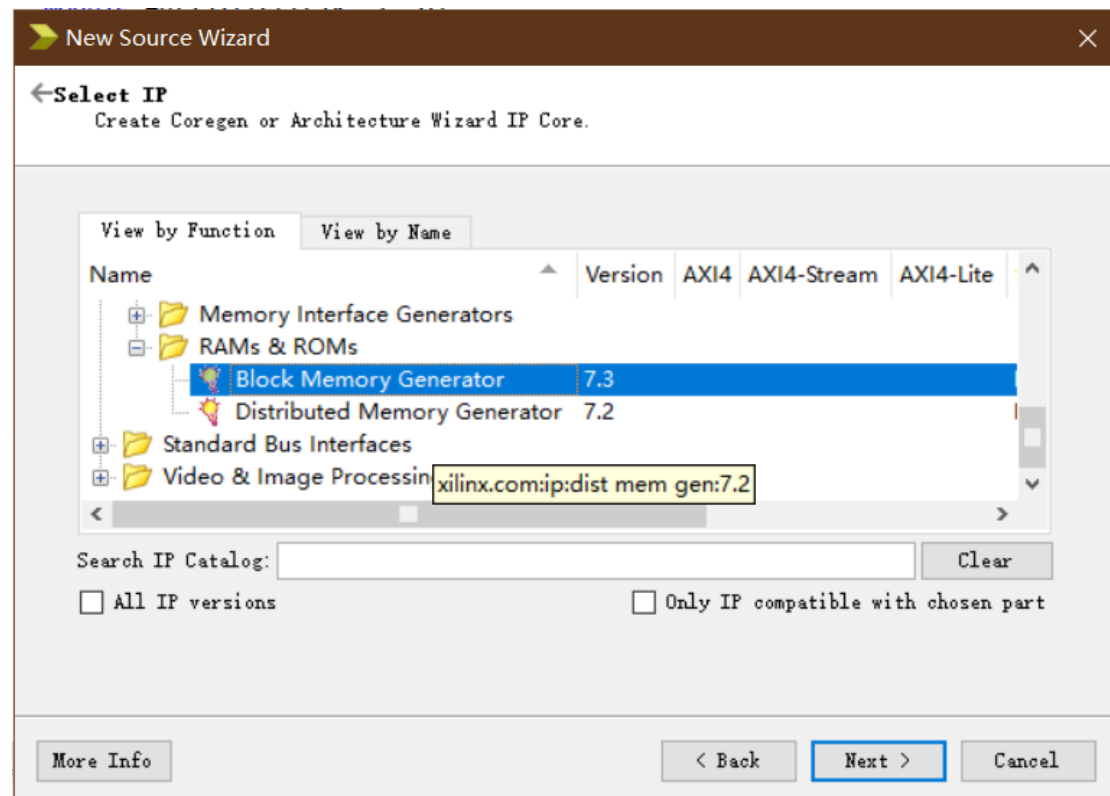 New Source Wizard
Select IP
Create Coregen or Architecture Wizard IP Core.
View by Function View by Name
Name Version AXI4 AXI4-Stream AXI4-Lite
Memory Interface Generators
RAMs & ROMs
Block Memory Generator 7.3
Distributed Memory Generator 7.2
Standard Bus Interfaces
Video & Image Processin
xilinx.com:ip:dist mem gen:7.2
Search IP Catalog: Clear
All IP versions Only IP compatible with chosen part
More Info < Back Next > Cancel